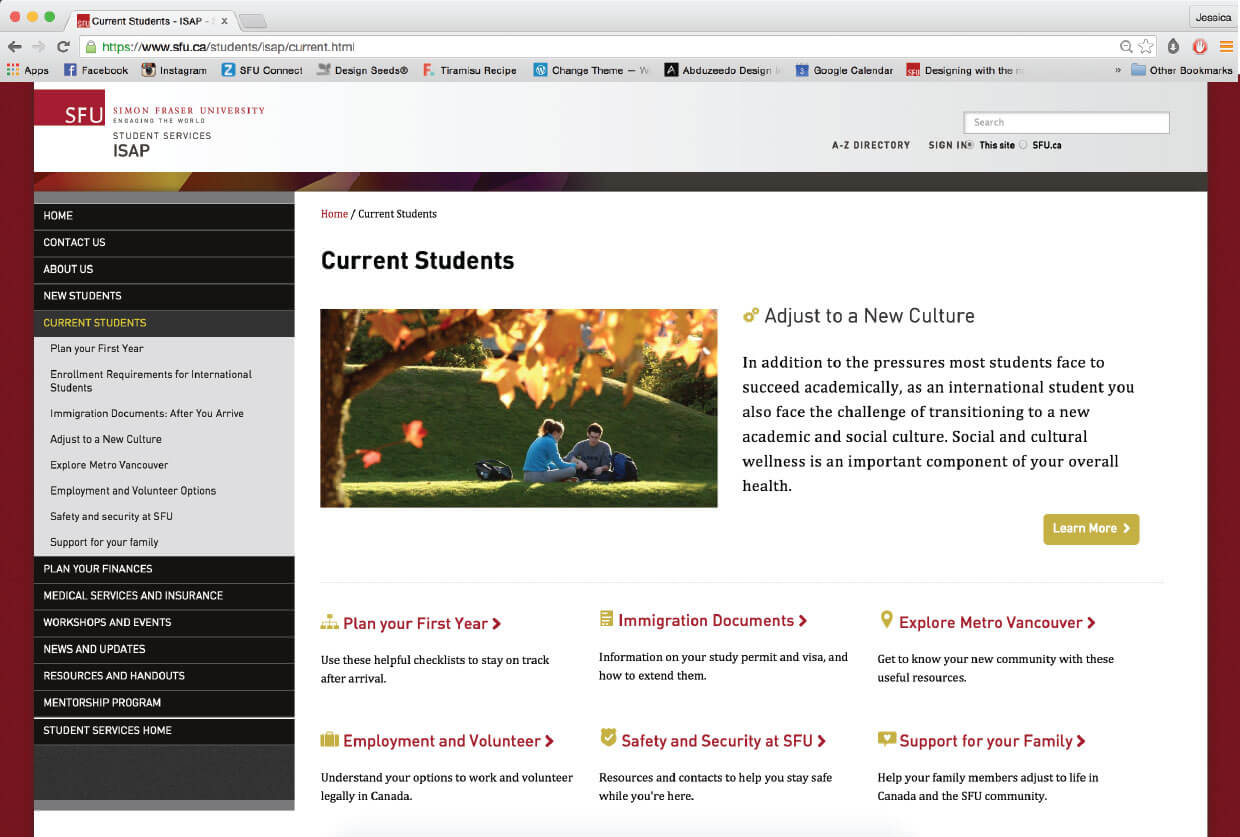 Current Students - ISAP -
Jessica
https://www.sfu.ca/students/isap/current.html
Apps Facebook Instagram SFU Connect Design Seeds® Tiramisu Recipe Change Theme — Abduzeedo Design Google Calendar Designing with the » Other Bookmarks
SFU
SIMON FRASER UNIVERSITY
ENGAGING THE WORLD
STUDENT SERVICES
ISAP
Search
A-Z DIRECTORY SIGN IN This site SFU.ca
HOME
CONTACT US
ABOUT US
NEW STUDENTS
CURRENT STUDENTS
Plan your First Year
Enrollment Requirements for International
Students
Immigration Documents: After You Arrive
Adjust to a New Culture
Explore Metro Vancouver
Employment and Volunteer Options
Safety and security at SFU
Support for your family
PLAN YOUR FINANCES
MEDICAL SERVICES AND INSURANCE
WORKSHOPS AND EVENTS
NEWS AND UPDATES
RESOURCES AND HANDOUTS
MENTORSHIP PROGRAM
STUDENT SERVICES HOME
Home / Current Students
Current Students
Adjust to a New Culture
In addition to the pressures most students face to
succeed academically, as an international student you
also face the challenge of transitioning to a new
academic and social culture. Social and cultural
wellness is an important component of your overall
health.
Learn More
Plan your First Year
Use these helpful checklists to stay on track
after arrival.
Immigration Documents
Information on your study permit and visa, and
how to extend them.
Explore Metro Vancouver
Get to know your new community with these
useful resources.
Employment and Volunteer
Understand your options to work and volunteer
legally in Canada.
Safety and Security at SFU
Resources and contacts to help you stay safe
while you're here.
Support for your Family
Help your family members adjust to life in
Canada and the SFU community.